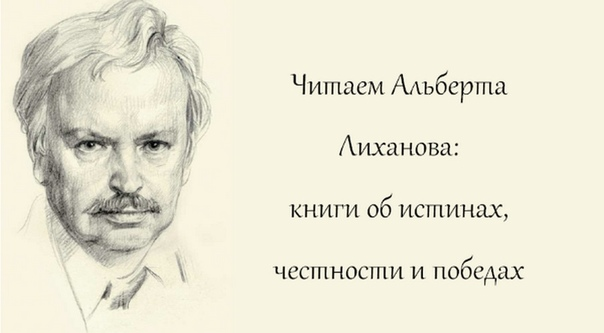 Читаем Альберта
Лиханова:
книги об истинах,
честности и победах